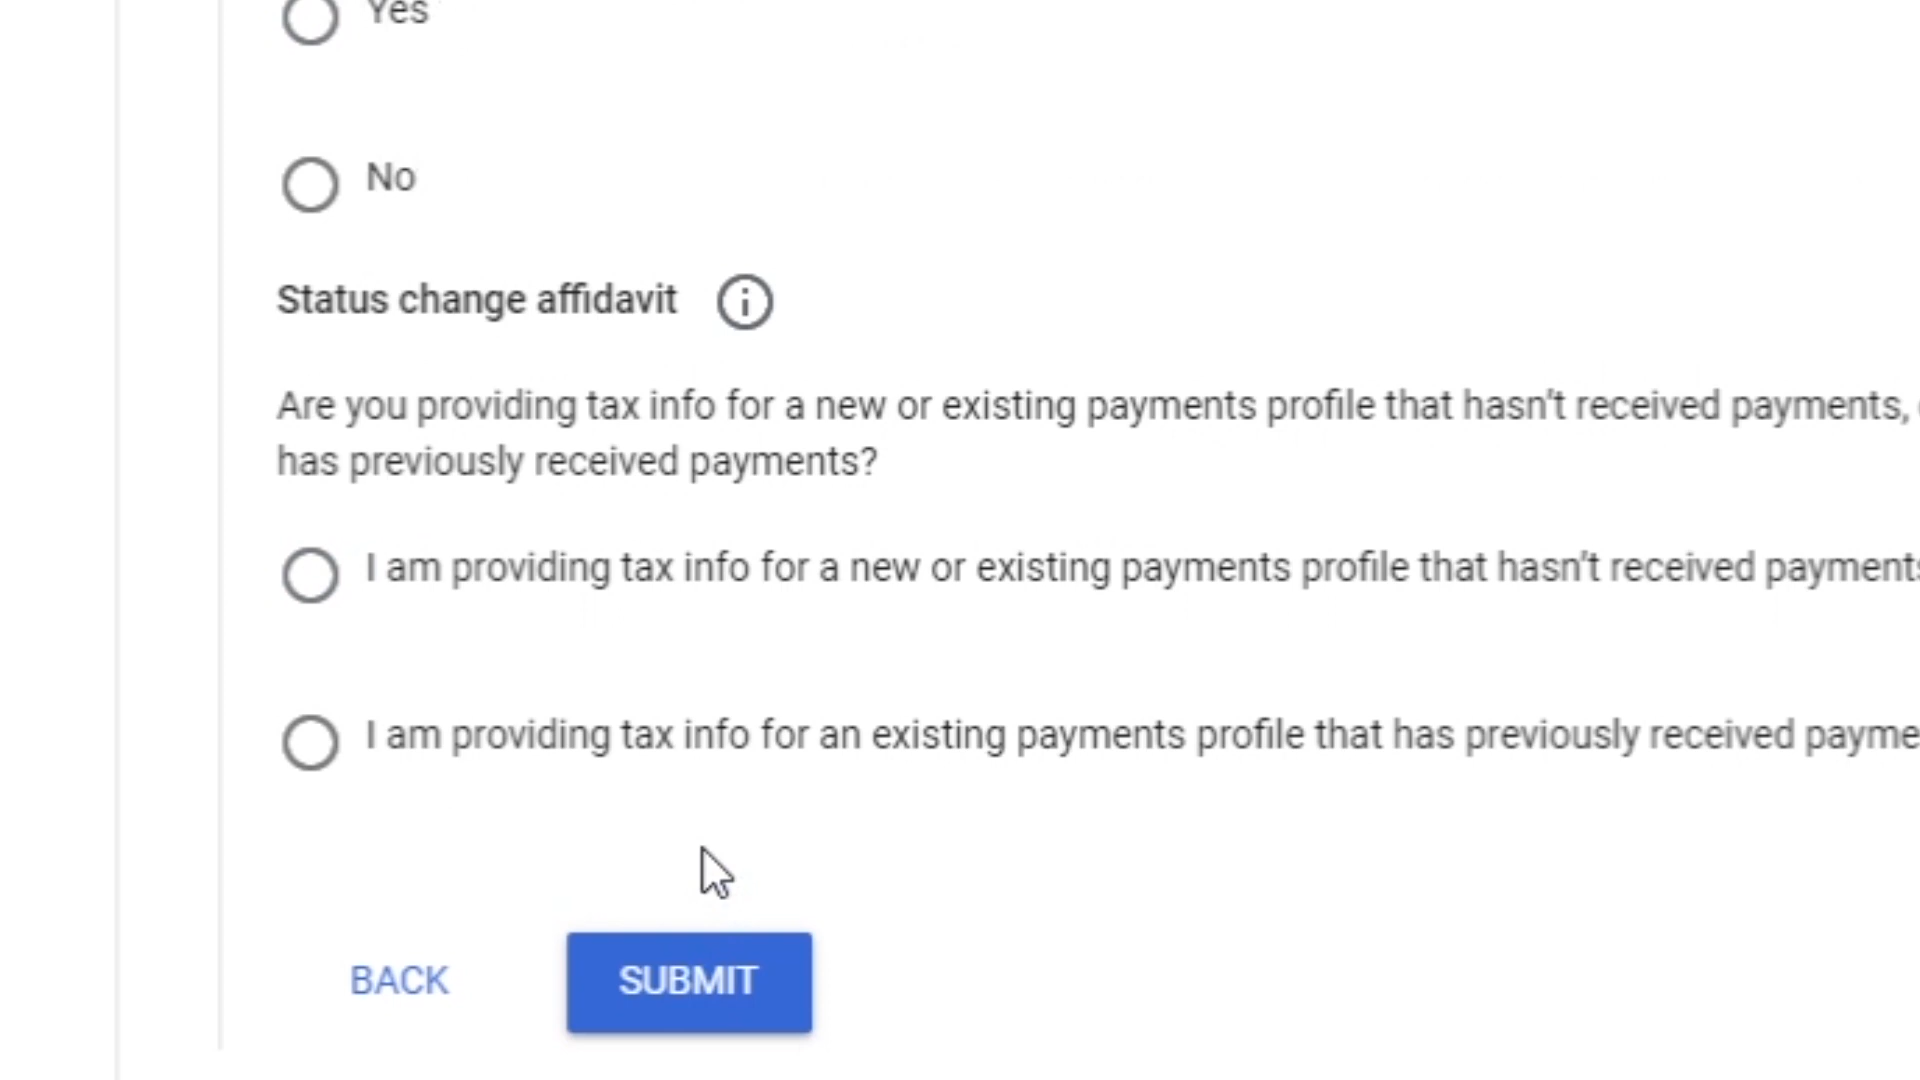 Yes
No
Status change affidavit
Are you providing tax info for a new or existing payments profile that hasn't received payments,
has previously received payments?
I am providing tax info for a new or existing payments profile that hasn't received payments
I am providing tax info for an existing payments profile that has previously received
BACK
SUBMIT